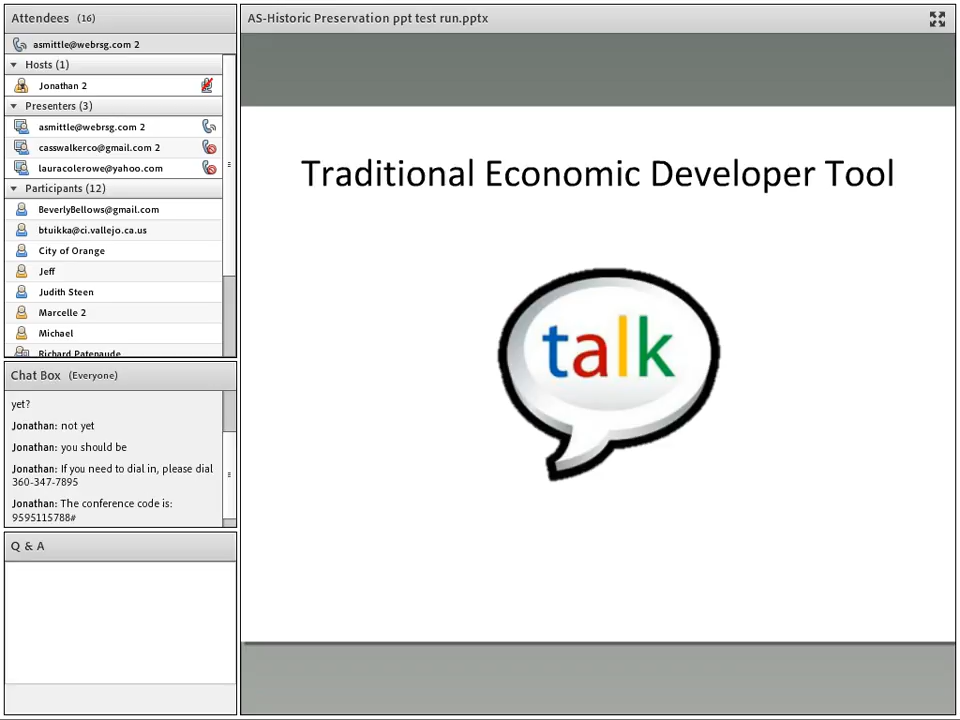 Attendees (16)
asmittle@webrsg.com 2
Hosts (1)
Jonathan 2
Presenters (3)
asmittle@webrsg.com 2
casswalkerco@gmail.com 2
lauracolerowe@yahoo.com
Participants (12)
BeverlyBellows@gmail.com
btuikka@ci.vallejo.ca.us
City of Orange
Jeff
Judith Steen
Marcelle 2
Michael
Richard Patenaude
Chat Box (Everyone)
yet?
Jonathan: not yet
Jonathan: you should be
Jonathan: If you need to dial in, please dial
360-347-7895
Jonathan: The conference code is:
9595115788#
Q & A
AS-Historic Preservation ppt test run.pptx
Traditional Economic Developer Tool
talk